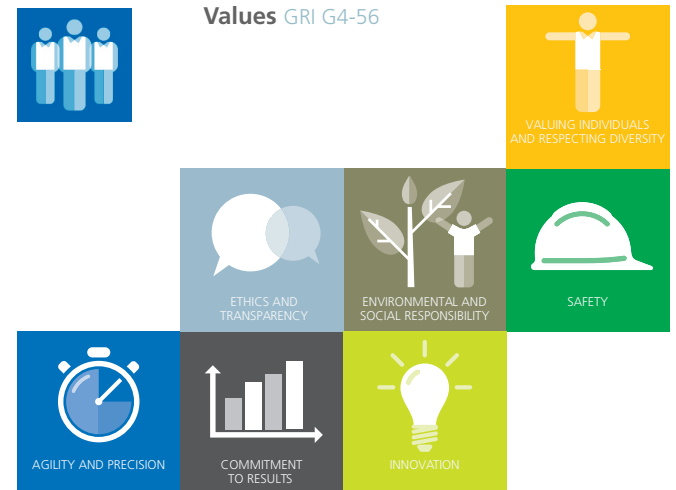 Values GRI G4-56
VALUING INDIVIDUALS
AND RESPECTING DIVERSITY
ETHICS AND
TRANSPARENCY
ENVIRONMENTAL AND
SOCIAL RESPONSIBILITY
SAFETY
AGILITY AND PRECISION
COMMITMENT
TO RESULTS
INNOVATION